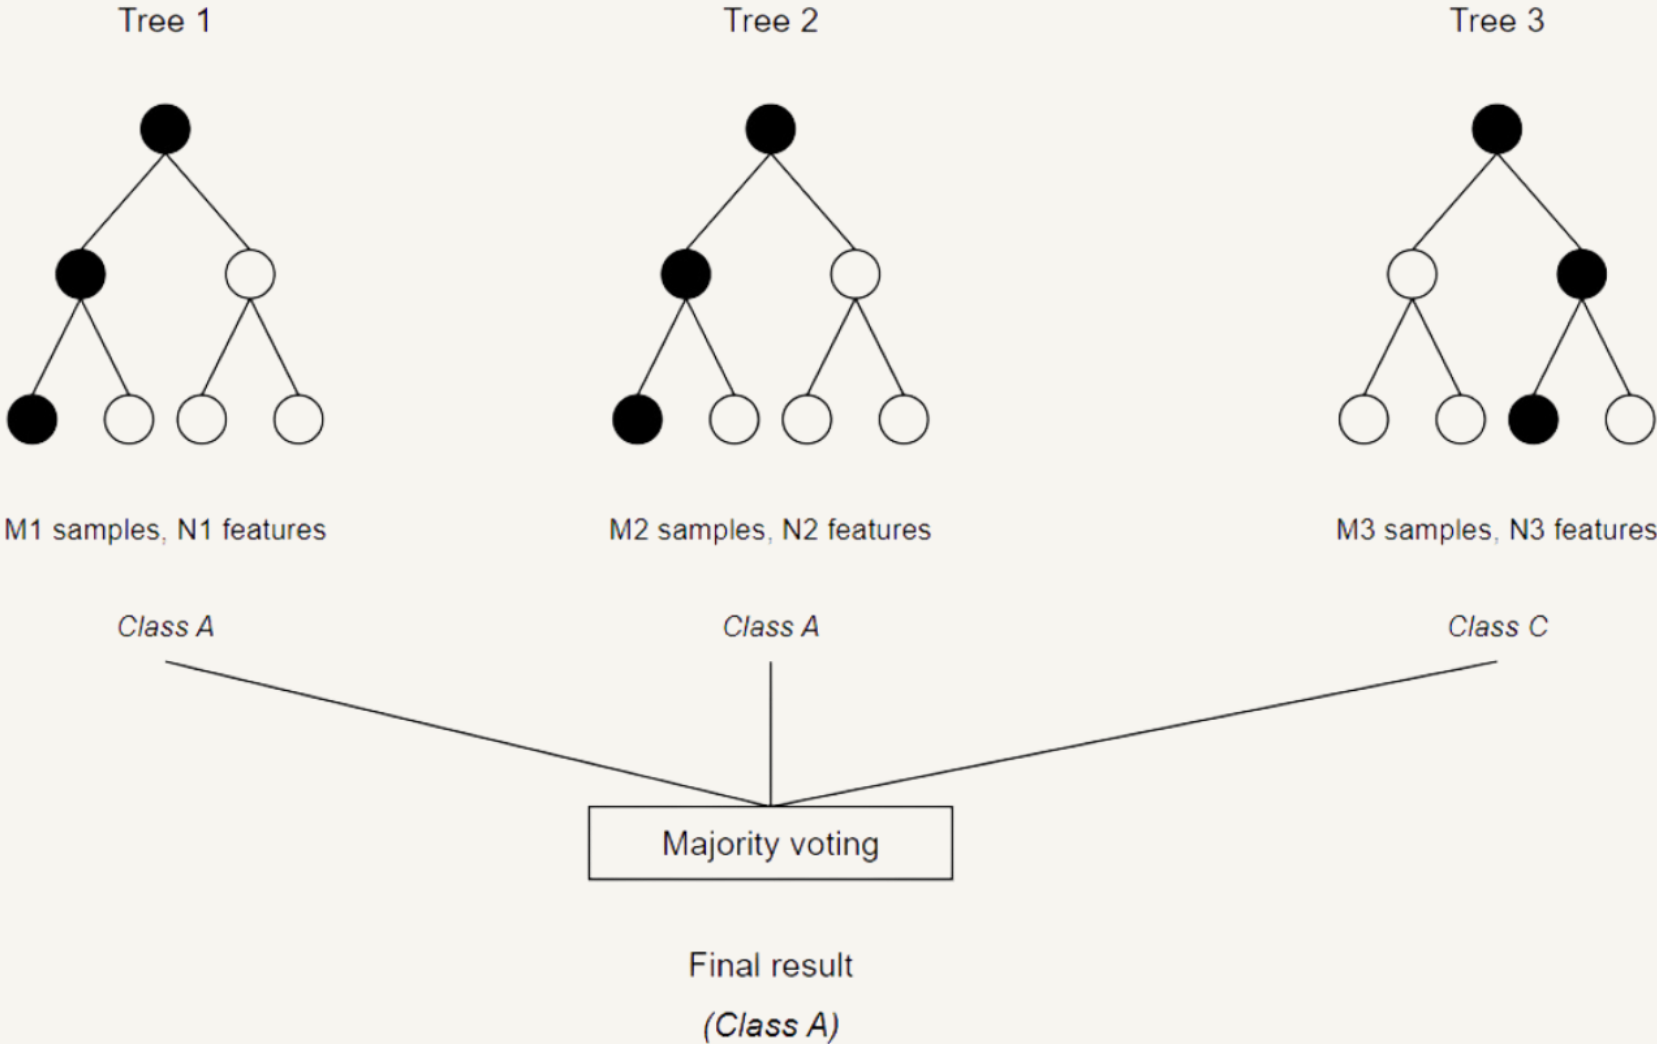 Tree 1
Tree 2
Tree 3
M1 samples, N1 features
M2 samples, N2 features
M3 samples, N3 features
Class A
Class A
Class C
Majority voting
Final result
(Class A)